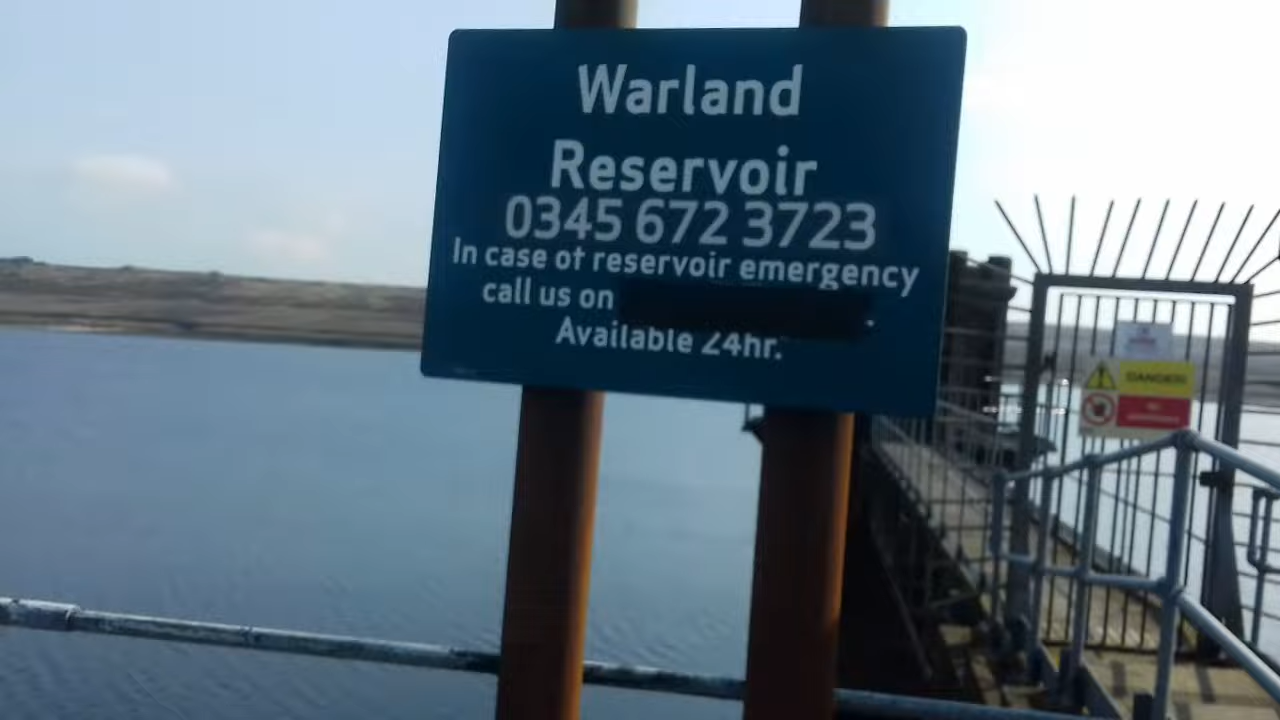 Warland
Reservoir
0345 672 3723
In case of reservoir emergency
call us on
Available 24hr.
DANGER!